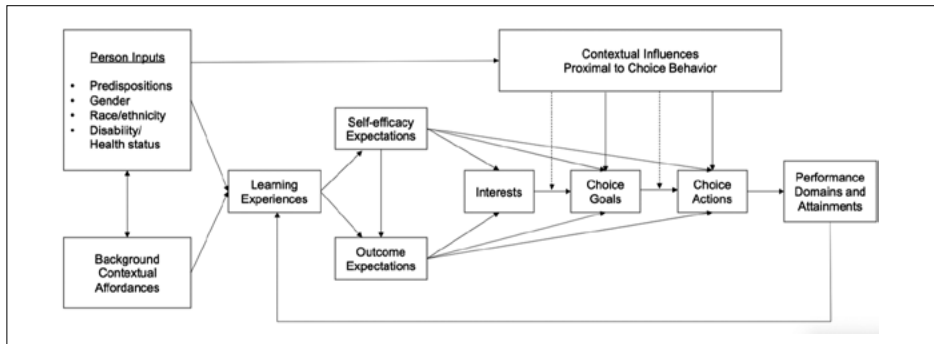 Person Inputs
• Predispositions
• Gender
• Race/ethnicity
• Disability/
Health status
Contextual Influences
Proximal to Choice Behavior
Self-efficacy
Expectations
Learning
Experiences
Interests
Choice
Goals
Choice
Actions
Performance
Domains and
Attainments
Outcome
Expectations
Background
Contextual
Affordances